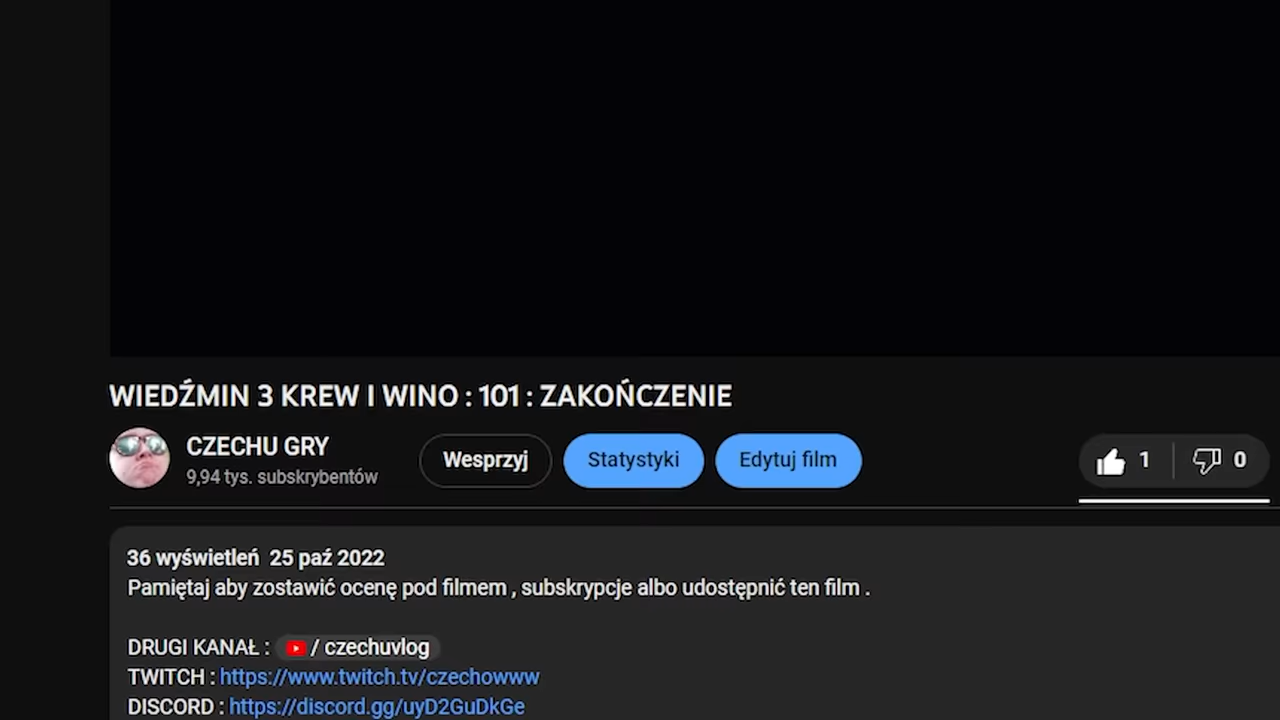 WIEDŹMIN 3 KREW I WINO : 101 : ZAKOŃCZENIE
CZECHU GRY
9,94 tys. subskrybentów
Wesprzyj
Statystyki
Edytuj film
1
0
36 wyświetleń 25 paź 2022
Pamiętaj aby zostawić ocenę pod filmem , subskrypcje albo udostępnić ten film .
DRUGI KANAŁ : / czechuvlog
TWITCH : https://www.twitch.tv/czechowww
DISCORD : https://discord.gg/uyD2GuDkGe